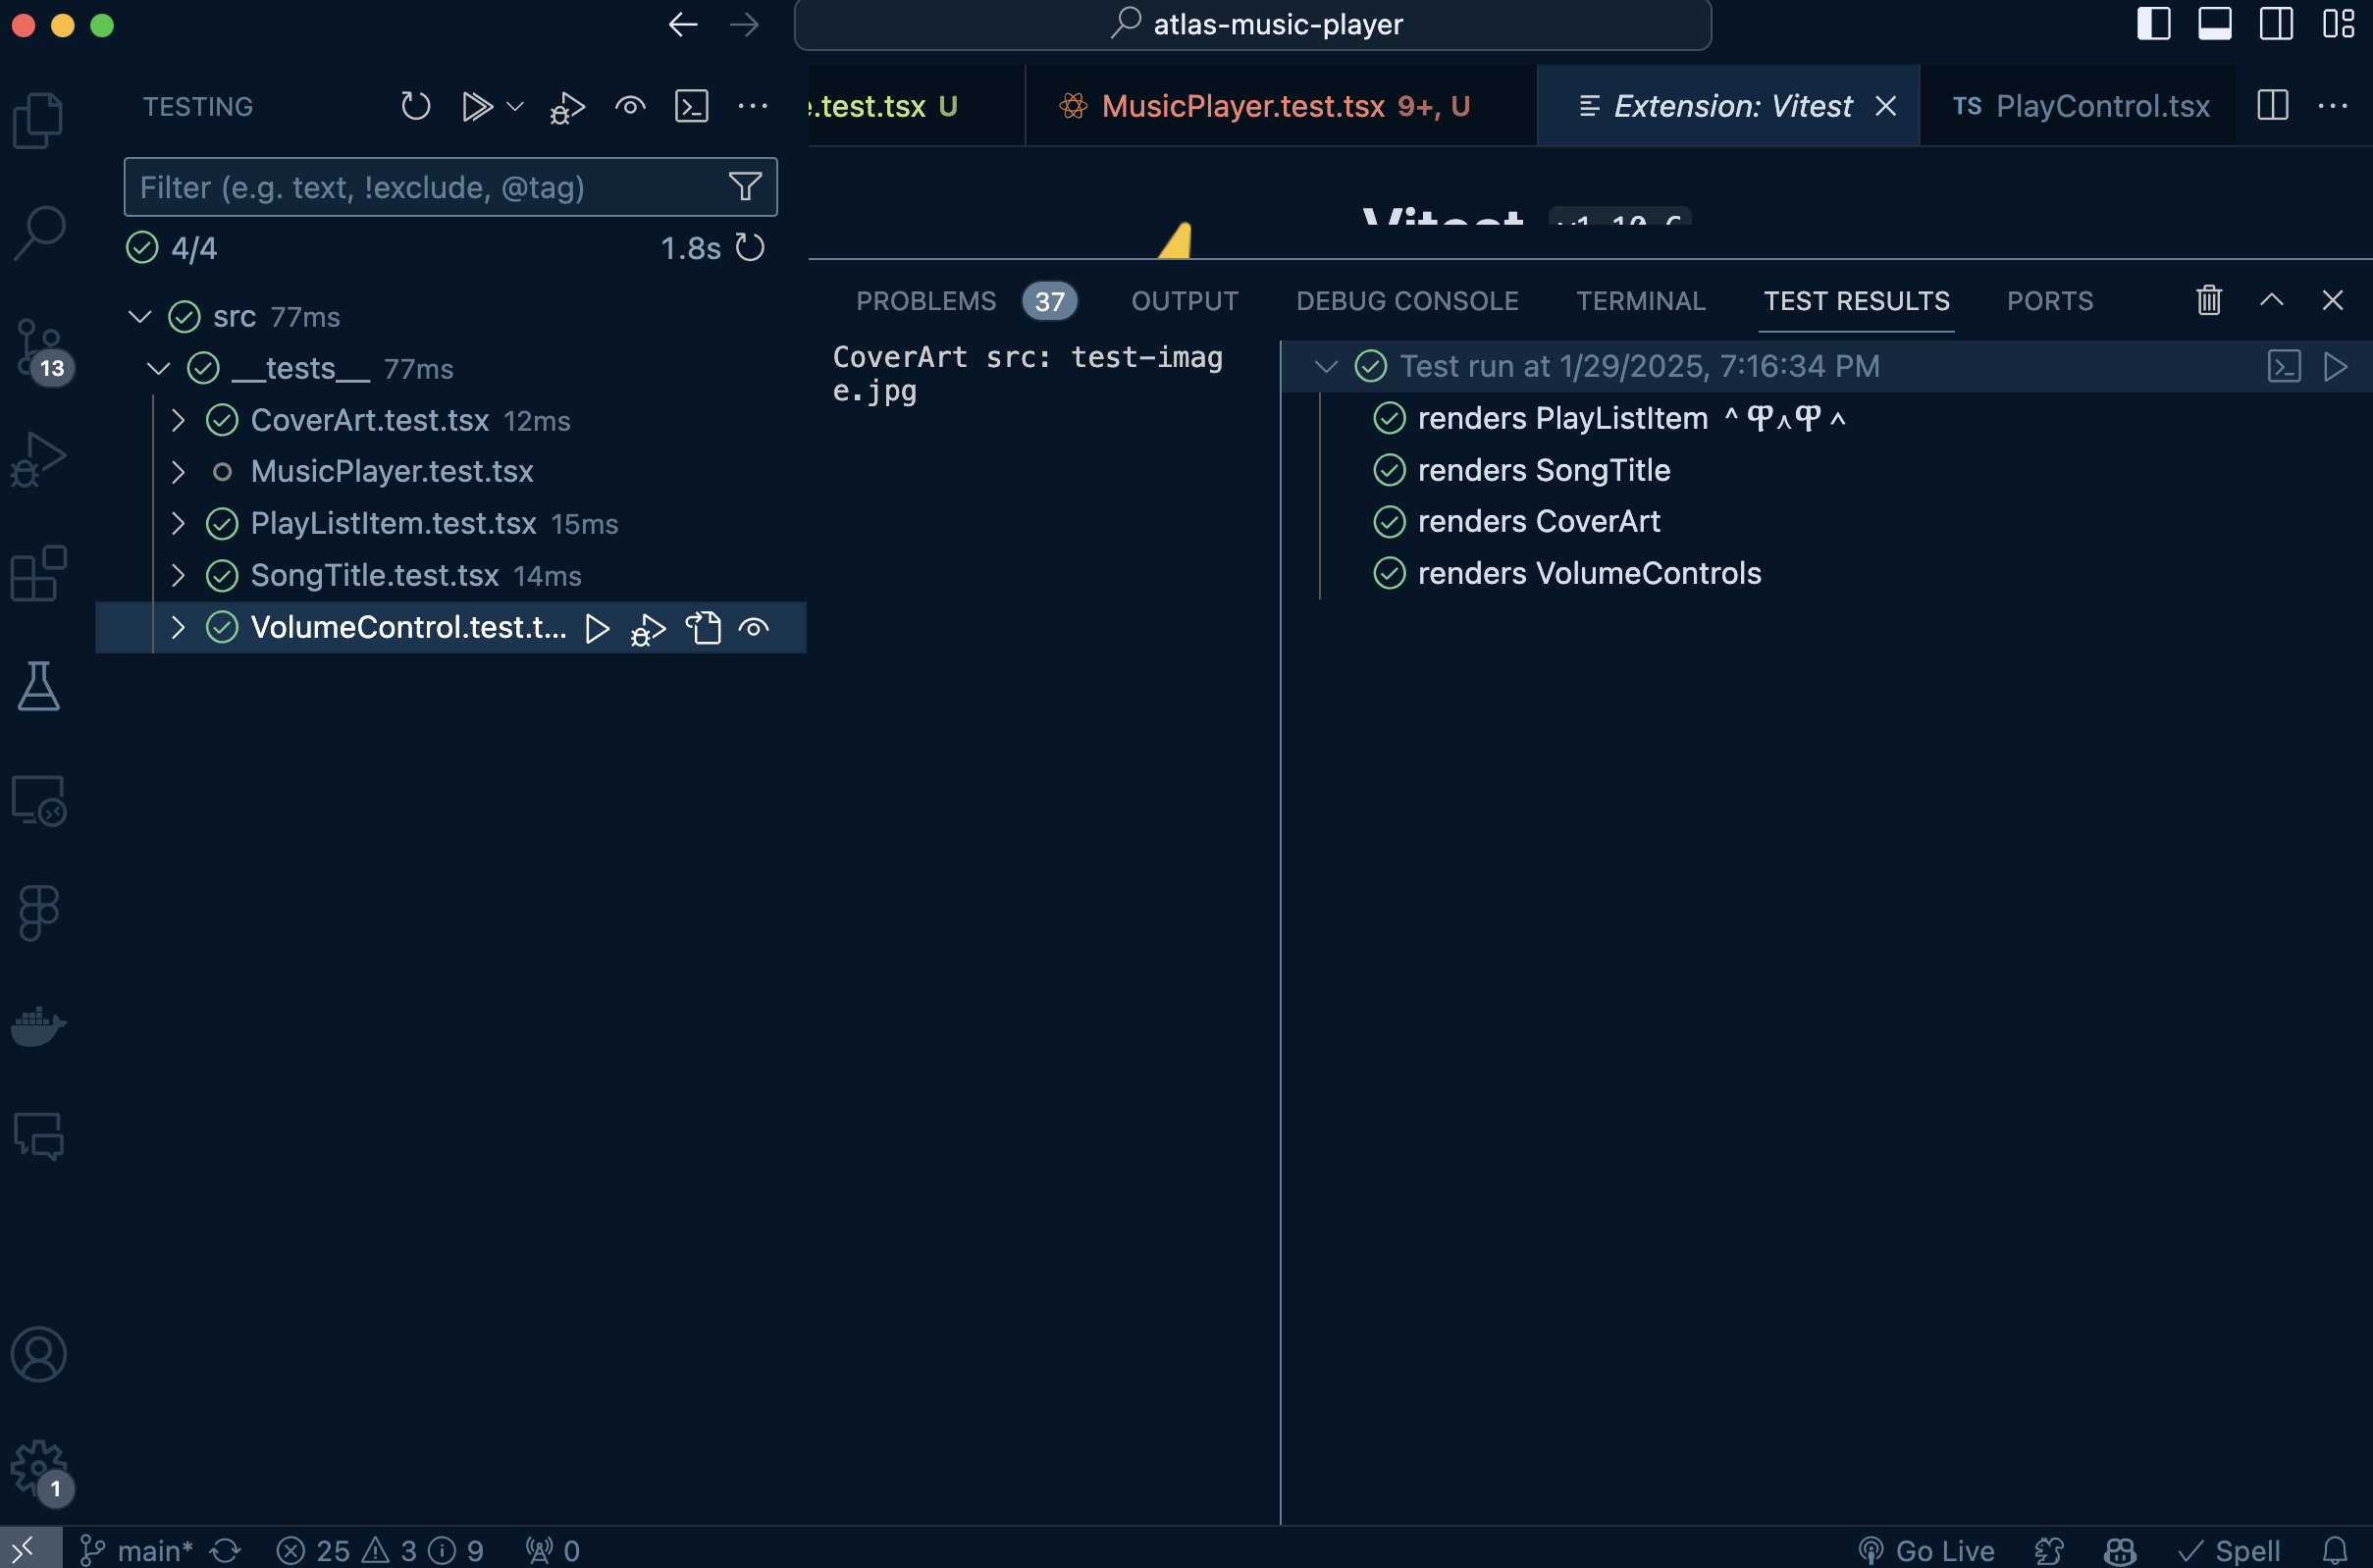 atlas-music-player
TESTING
.test.tsx U
MusicPlayer.test.tsx 9+, U
Extension: Vitest
TS PlayControl.tsx
Filter (e.g. text, !exclude, @tag)
4/4
1.8s
src 77ms
__tests__ 77ms
CoverArt.test.tsx 12ms
MusicPlayer.test.tsx
PlayListItem.test.tsx 15ms
SongTitle.test.tsx 14ms
VolumeControl.test.t...
13
1
Vitest
PROBLEMS 37 OUTPUT DEBUG CONSOLE TERMINAL TEST RESULTS PORTS
CoverArt src: test-imag
e.jpg
Test run at 1/29/2025, 7:16:34 PM
renders PlayListItem
renders SongTitle
renders CoverArt
renders VolumeControls
main* 25 3 9 0
Go Live
Spell